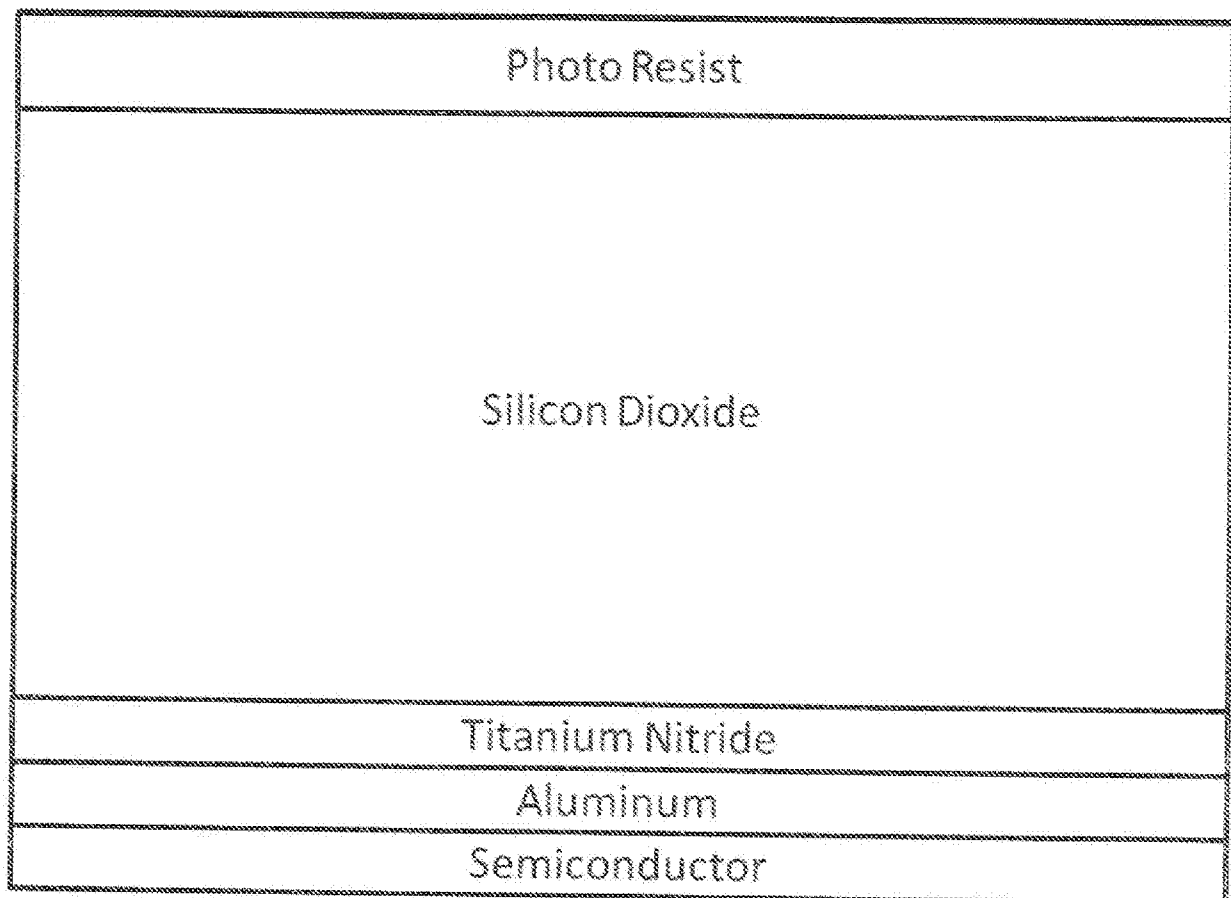 Photo Resist
Silicon Dioxide
Titanium Nitride
Aluminum
Semiconductor